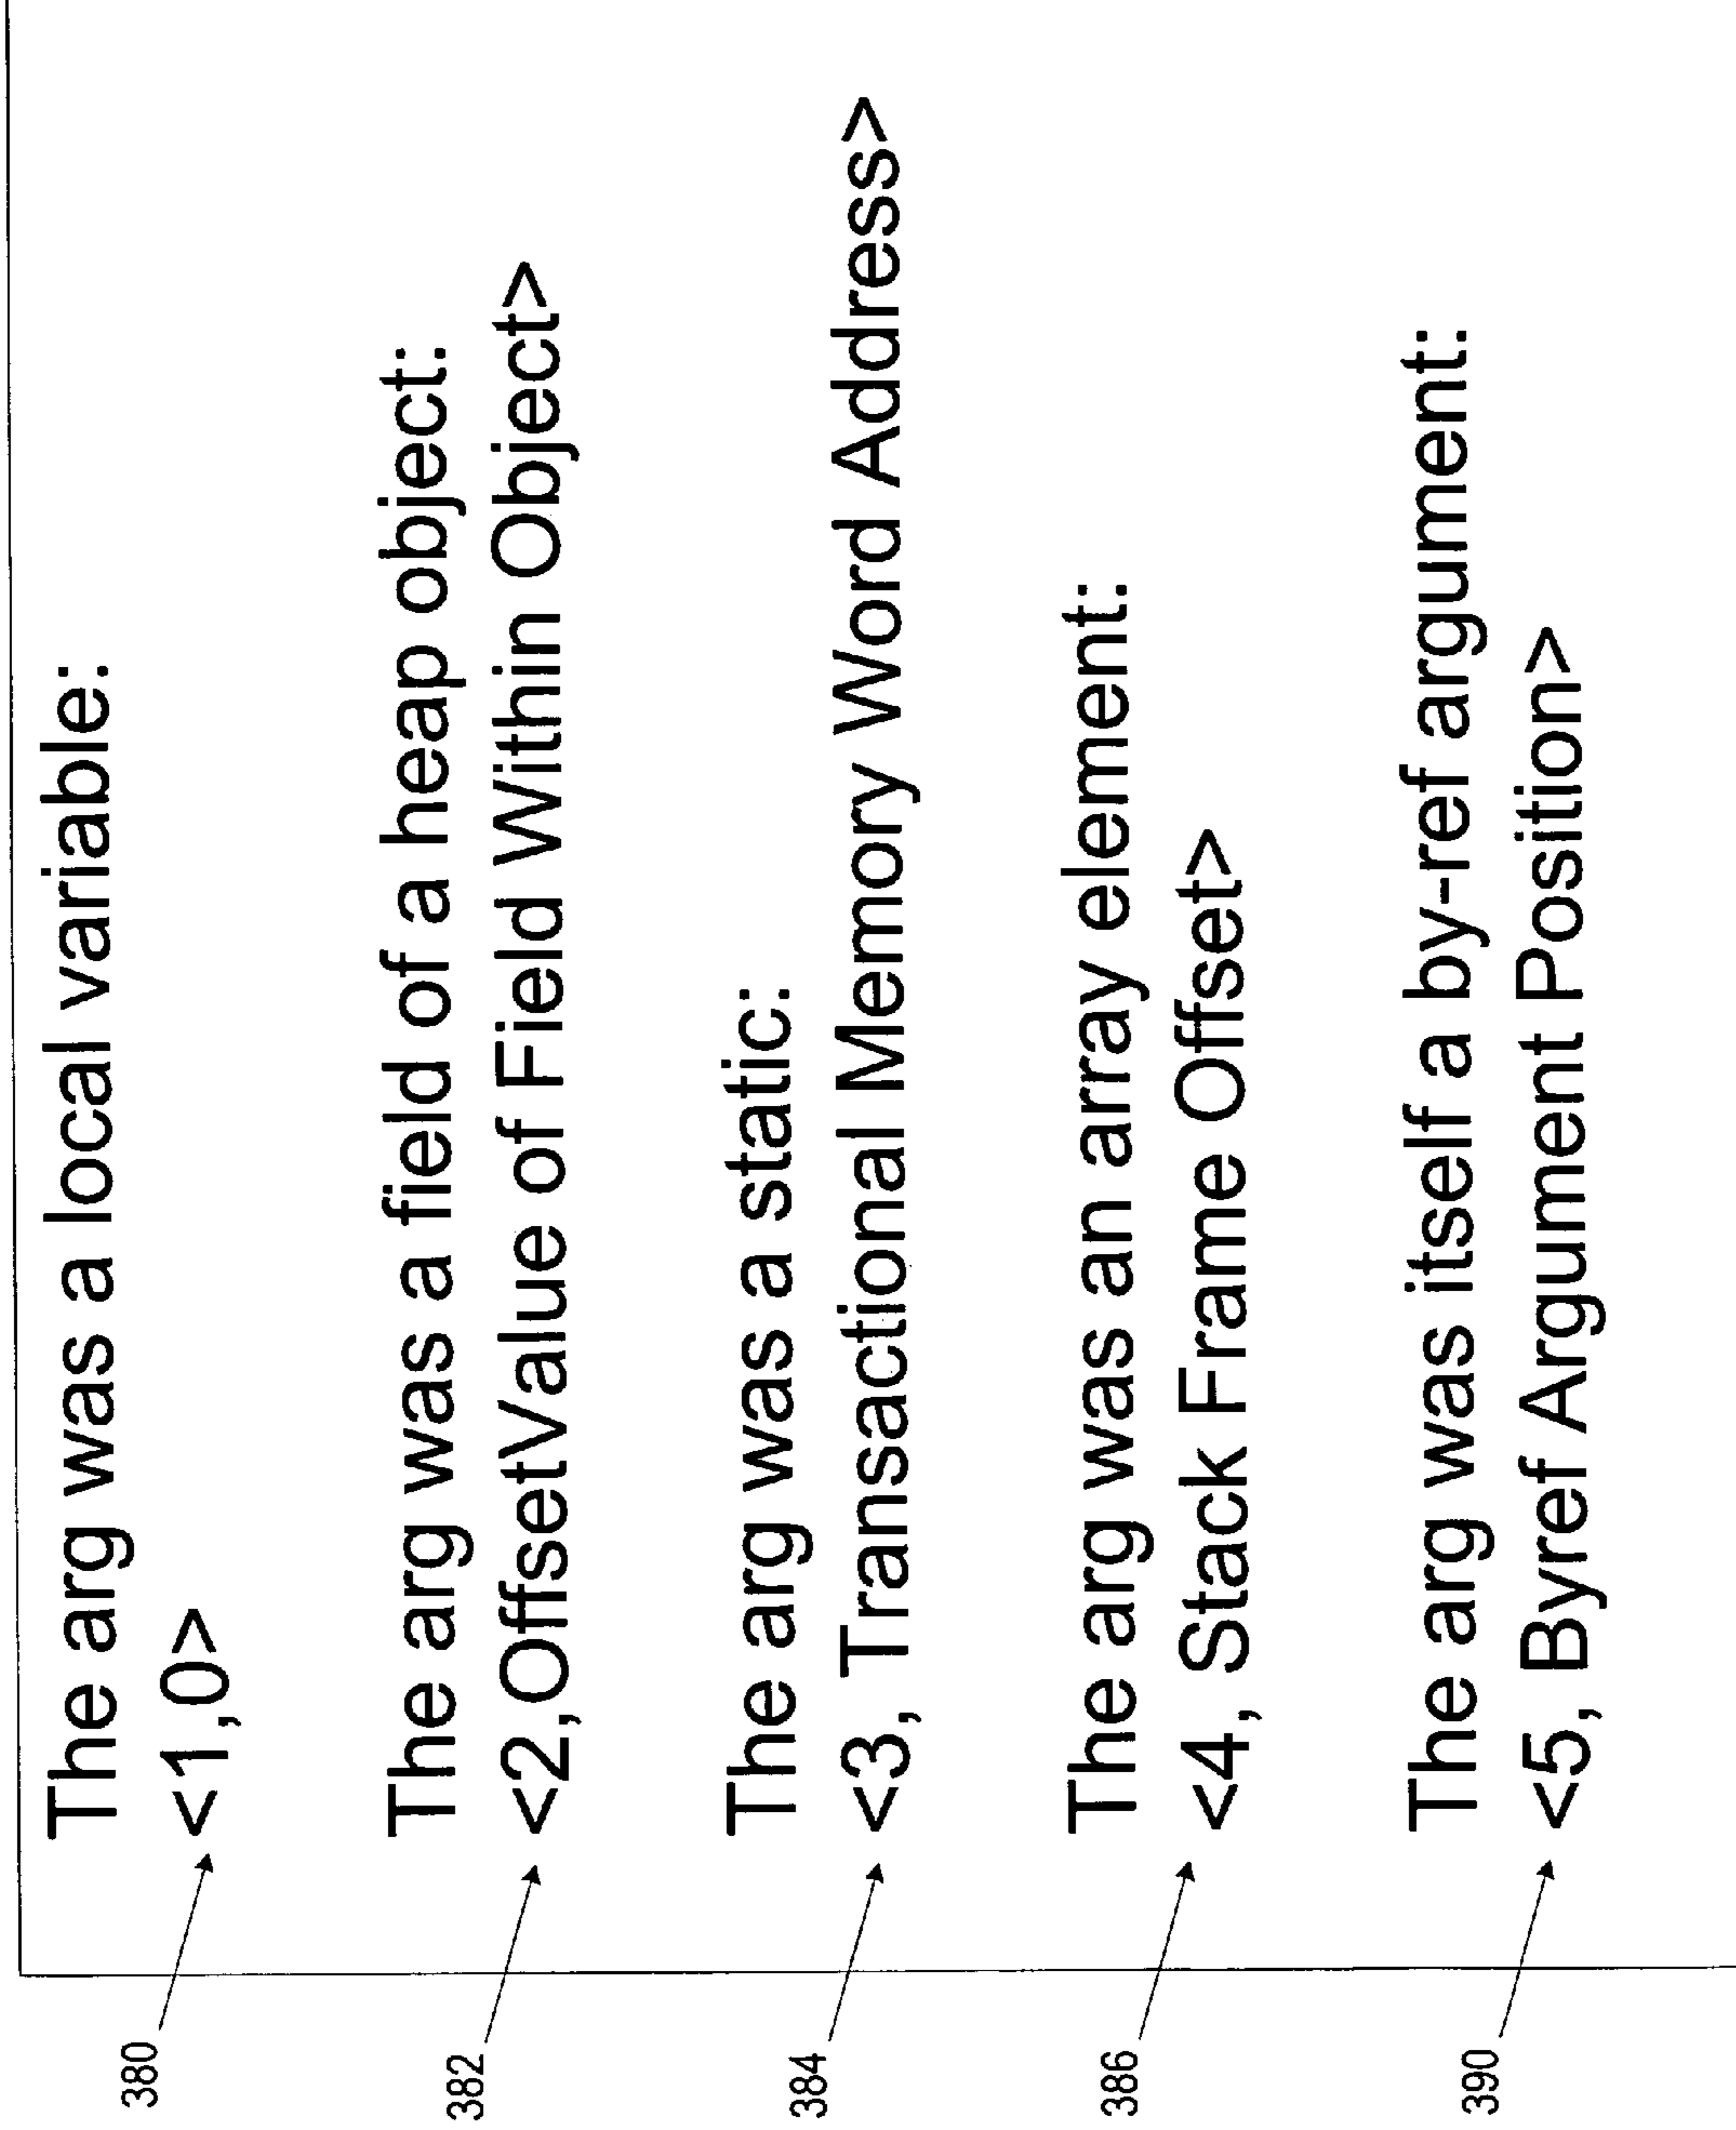 The arg was a local variable:
380 <1,0>
The arg was a field of a heap object:
382 <2,OffsetValue of Field Within Object>
The arg was a static:
384 <3, Transactional Memory Word Address>
The arg was an array element:
386 <4, Stack Frame Offset>
The arg was itself a by-ref argument:
390 <5, Byref Argument Position>